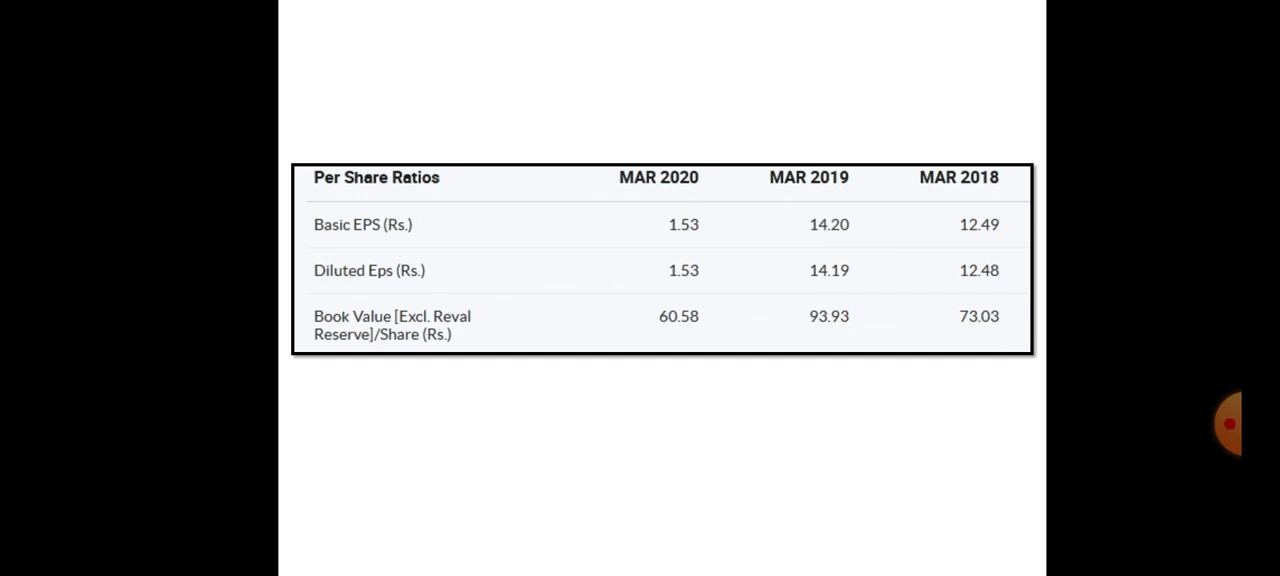 Per Share Ratios MAR 2020 MAR 2019 MAR 2018
Basic EPS (Rs.) 1.53 14.20 12.49
Diluted Eps (Rs.) 1.53 14.19 12.48
Book Value [Excl. Reval 60.58 93.93 73.03
Reserve]/Share (Rs.)